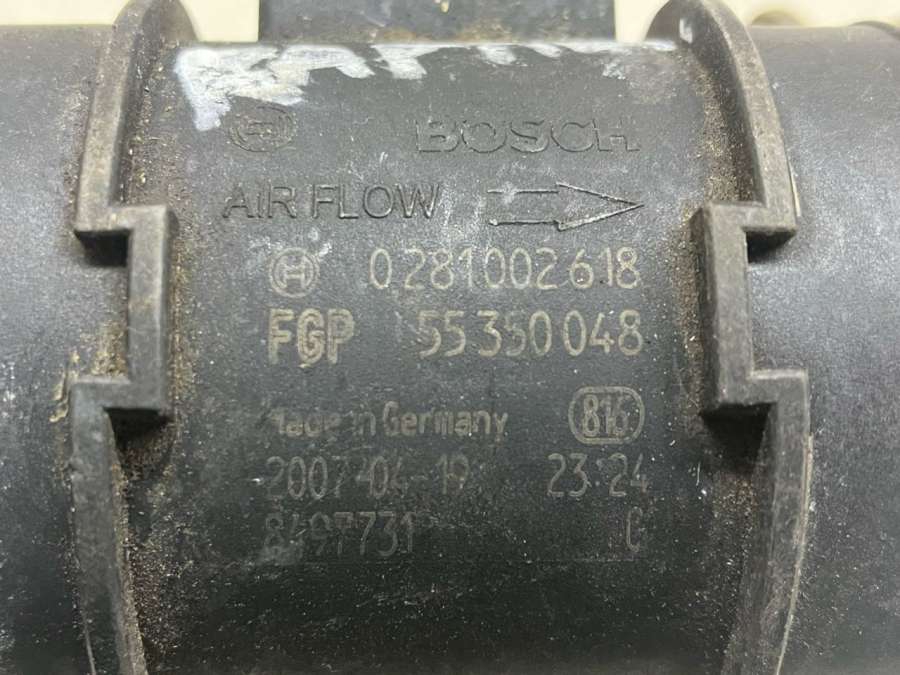 BOSCH
AIR FLOW
0 281 002 618
FGP 55 350 048
Made in Germany 816
2007-04-19 23:24
8497731 C